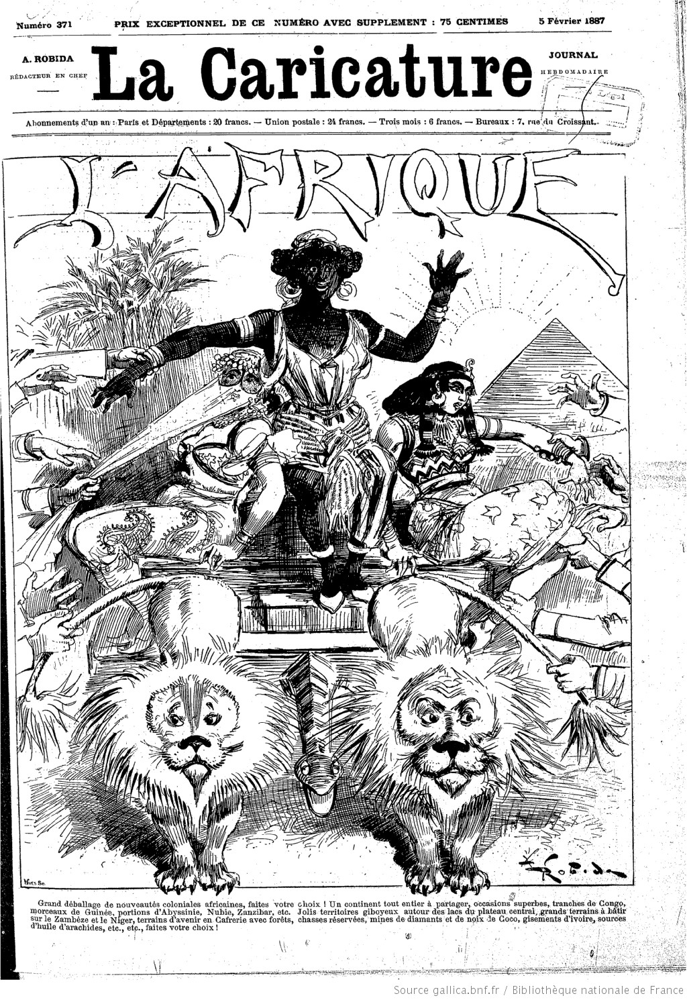 Numéro 371
PRIX EXCEPTIONNEL DE CE NUMÉRO AVEC SUPPLEMENT : 75 CENTIMES
5 Février 1887
A. ROBIDA
RÉDACTEUR EN CHEF
La Caricature
JOURNAL
HEBDOMADAIRE
Abonnements d'un an : Paris et Départements : 20 francs. — Union postale : 24 francs. — Trois mois : 6 francs. — Bureaux : 7, rue du Croissant.
L'AFRIQUE
A Robida
Grand déballage de nouveautés coloniales africaines, faites votre choix ! Un continent tout entier à partager, occasions superbes, tranches de Congo,
morceaux de Guinée, portions d'Abyssinie, Nubie, Zanzibar, etc. Jolis territoires giboyeux autour des lacs du plateau central, grands terrains à bâtir
sur le Zambèze et le Niger, terrains d'avenir en Cafrerie avec forêts, chasses réservées, mines de diamants et de noix de Coco, gisements d'ivoire, sources
d'huile d'arachides, etc., etc., faites votre choix !
Source gallica.bnf.fr / Bibliothèque nationale de France